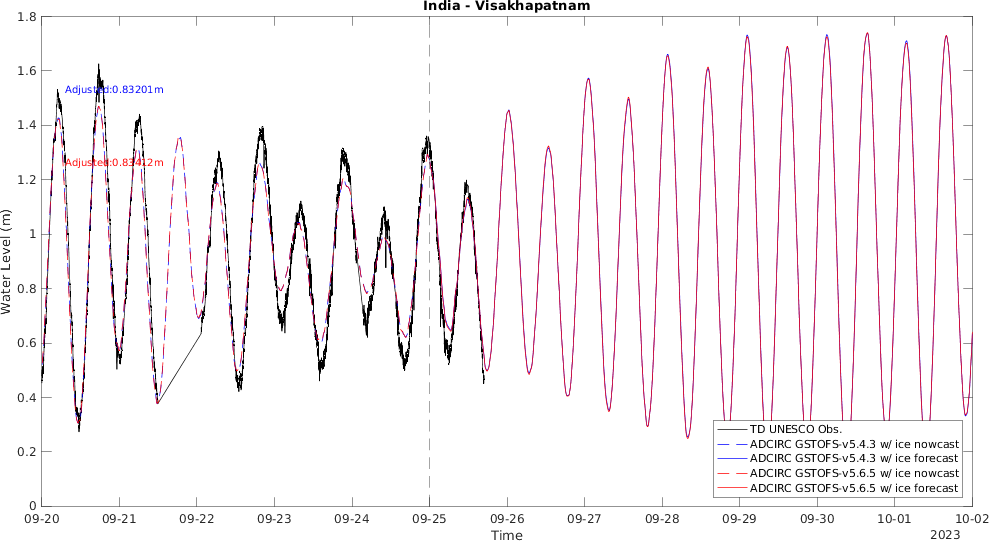 India - Visakhapatnam
1.8
1.6
1.4
1.2
1
0.8
0.6
0.4
0.2
0
Water Level (m)
Adjusted:0.83201m
Adjusted:0.83412m
TD UNESCO Obs.
ADCIRC GSTOFS-v5.4.3 w/ ice nowcast
ADCIRC GSTOFS-v5.4.3 w/ ice forecast
ADCIRC GSTOFS-v5.6.5 w/ ice nowcast
ADCIRC GSTOFS-v5.6.5 w/ ice forecast
09-20 09-21 09-22 09-23 09-24 09-25 09-26 09-27 09-28 09-29 09-30 10-01 10-02
Time
2023